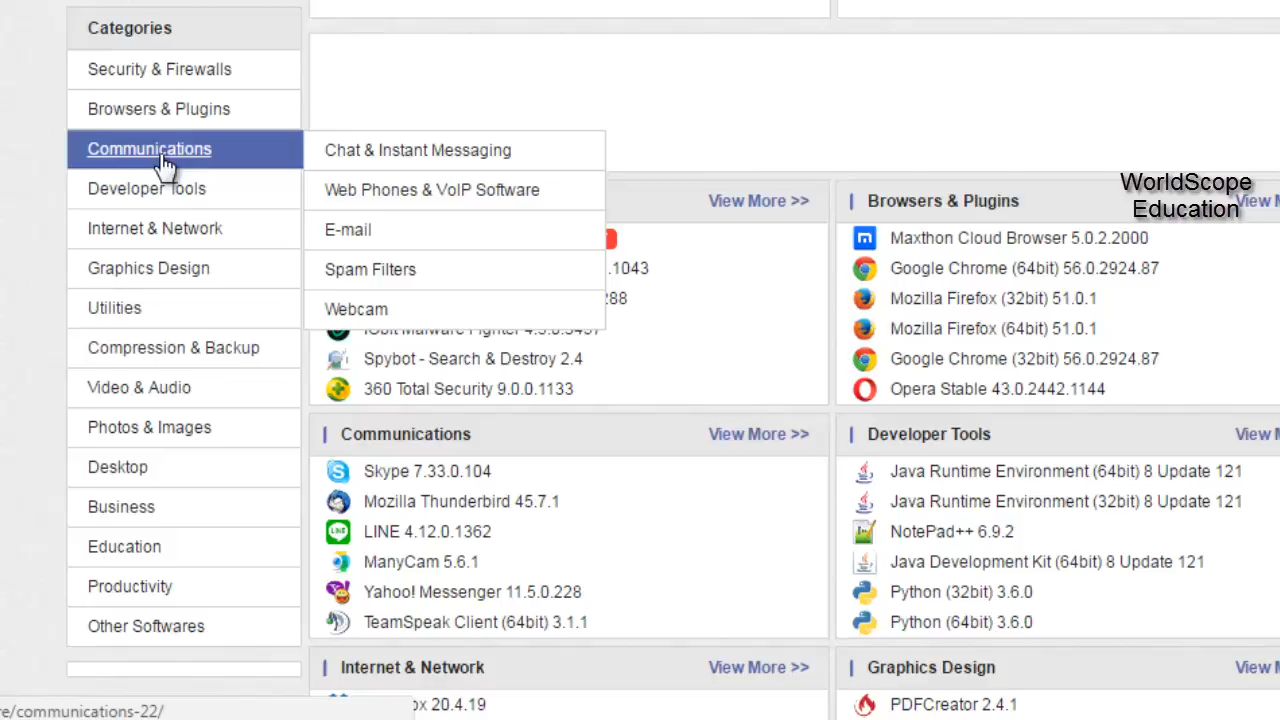 Categories
Security & Firewalls
Browsers & Plugins
Communications
Developer Tools
Internet & Network
Graphics Design
Utilities
Compression & Backup
Video & Audio
Photos & Images
Desktop
Business
Education
Productivity
Other Softwares
Chat & Instant Messaging
Web Phones & VoIP Software
E-mail
Spam Filters
Webcam
View More >>
.1043
288
Spybot - Search & Destroy 2.4
360 Total Security 9.0.0.1133
Browsers & Plugins
View M
WorldScope
Education
Maxthon Cloud Browser 5.0.2.2000
Google Chrome (64bit) 56.0.2924.87
Mozilla Firefox (32bit) 51.0.1
Mozilla Firefox (64bit) 51.0.1
Google Chrome (32bit) 56.0.2924.87
Opera Stable 43.0.2442.1144
Communications View More >>
Skype 7.33.0.104
Mozilla Thunderbird 45.7.1
LINE 4.12.0.1362
LINE
ManyCam 5.6.1
Yahoo! Messenger 11.5.0.228
TeamSpeak Client (64bit) 3.1.1
Developer Tools View M
Java Runtime Environment (64bit) 8 Update 121
Java Runtime Environment (32bit) 8 Update 121
NotePad++ 6.9.2
Java Development Kit (64bit) 8 Update 121
Python (32bit) 3.6.0
Python (64bit) 3.6.0
Internet & Network View More >>
ox 20.4.19
Graphics Design View M
PDFCreator 2.4.1
re/communications-22/